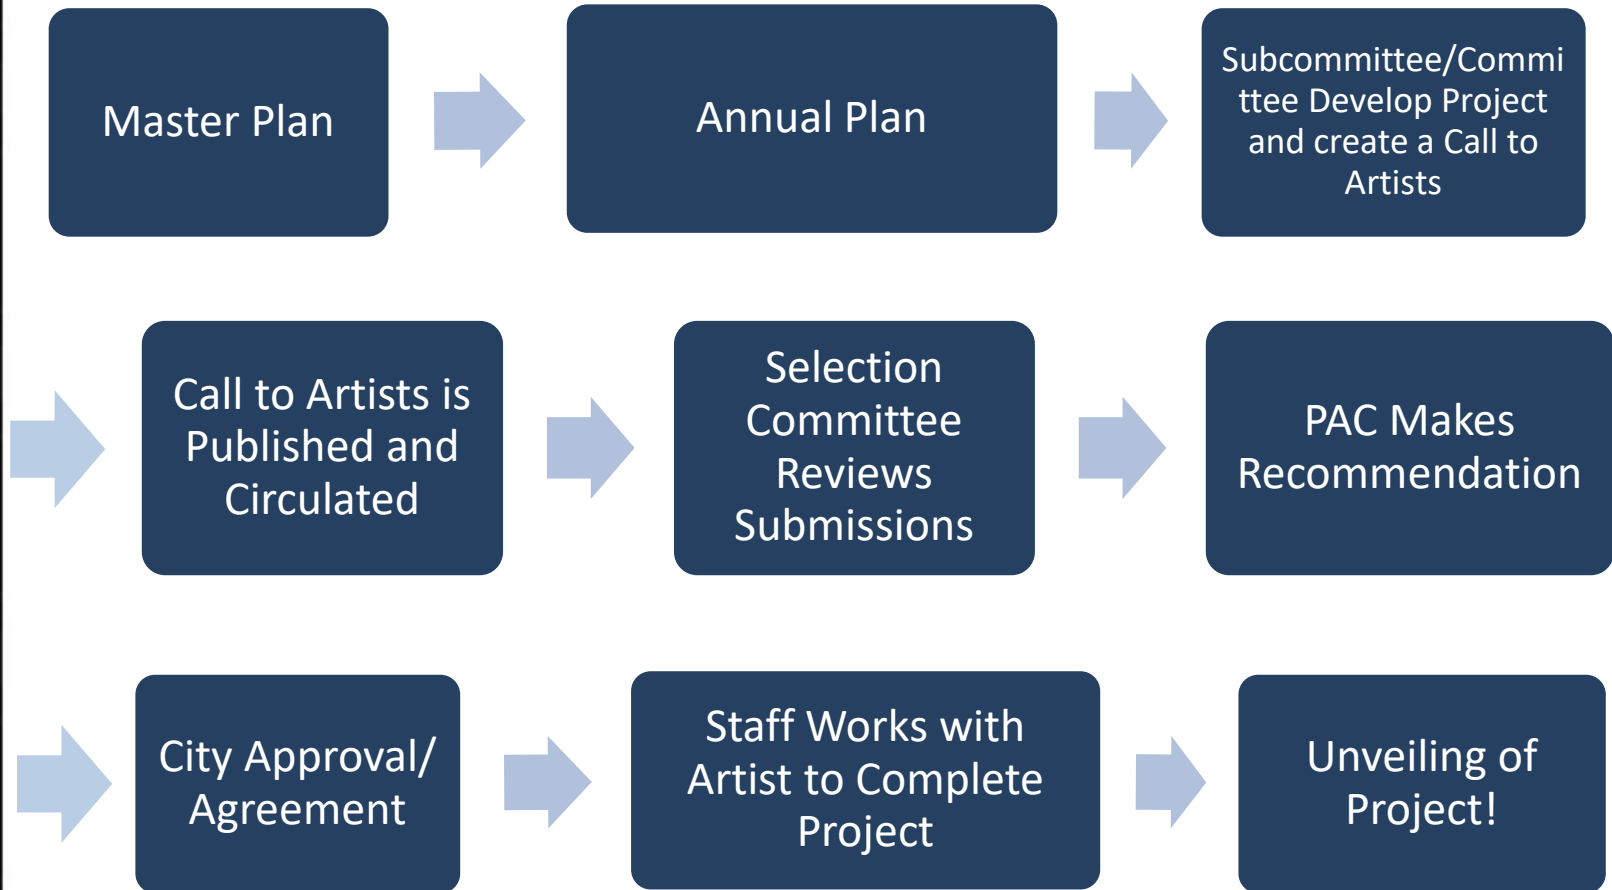 Master Plan
Annual Plan
Subcommittee/Commi
ttee Develop Project
and create a Call to
Artists
Call to Artists is
Published and
Circulated
Selection
Committee
Reviews
Submissions
PAC Makes
Recommendation
City Approval/
Agreement
Staff Works with
Artist to Complete
Project
Unveiling of
Project!